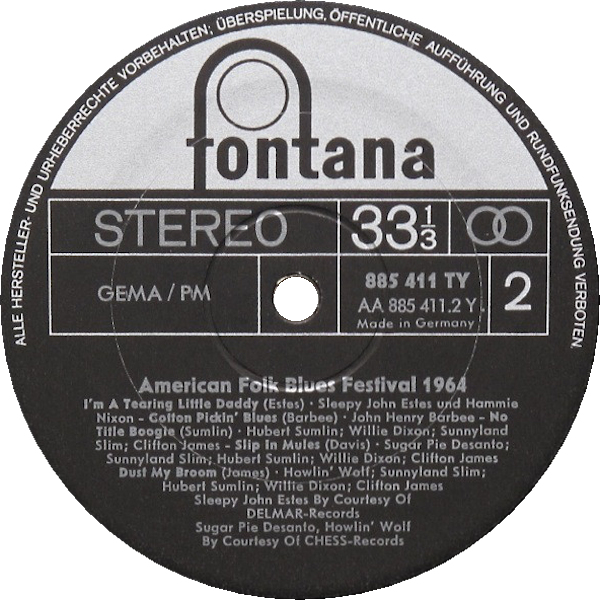 ALLE HERSTELLER- UND URHEBERRECHTE VORBEHALTEN; ÜBERSPIELUNG, ÖFFENTLICHE AUFFÜHRUNG UND RUNDFUNKSENDUNG VERBOTEN.
fontana
STEREO 33⅓
GEMA/PM 885 411 TY 2
AA 885 411.2 Y
Made in Germany
American Folk Blues Festival 1964
I'm A Tearing Little Daddy (Estes) · Sleepy John Estes und Hammie
Nixon - Cotton Pickin' Blues (Barbee) · John Henry Barbee - No
Title Boogie (Sumlin) · Hubert Sumlin; Willie Dixon; Sunnyland
Slim; Clifton James - Slip in Mules (Davis) · Sugar Pie Desanto;
Sunnyland Slim; Hubert Sumlin; Willie Dixon; Clifton James
Dust My Broom (James) · Howlin' Wolf; Sunnyland Slim;
Hubert Sumlin; Willie Dixon; Clifton James
Sleepy John Estes By Courtesy Of
DELMAR-Records
Sugar Pie Desanto, Howlin' Wolf
By Courtesy Of CHESS-Records